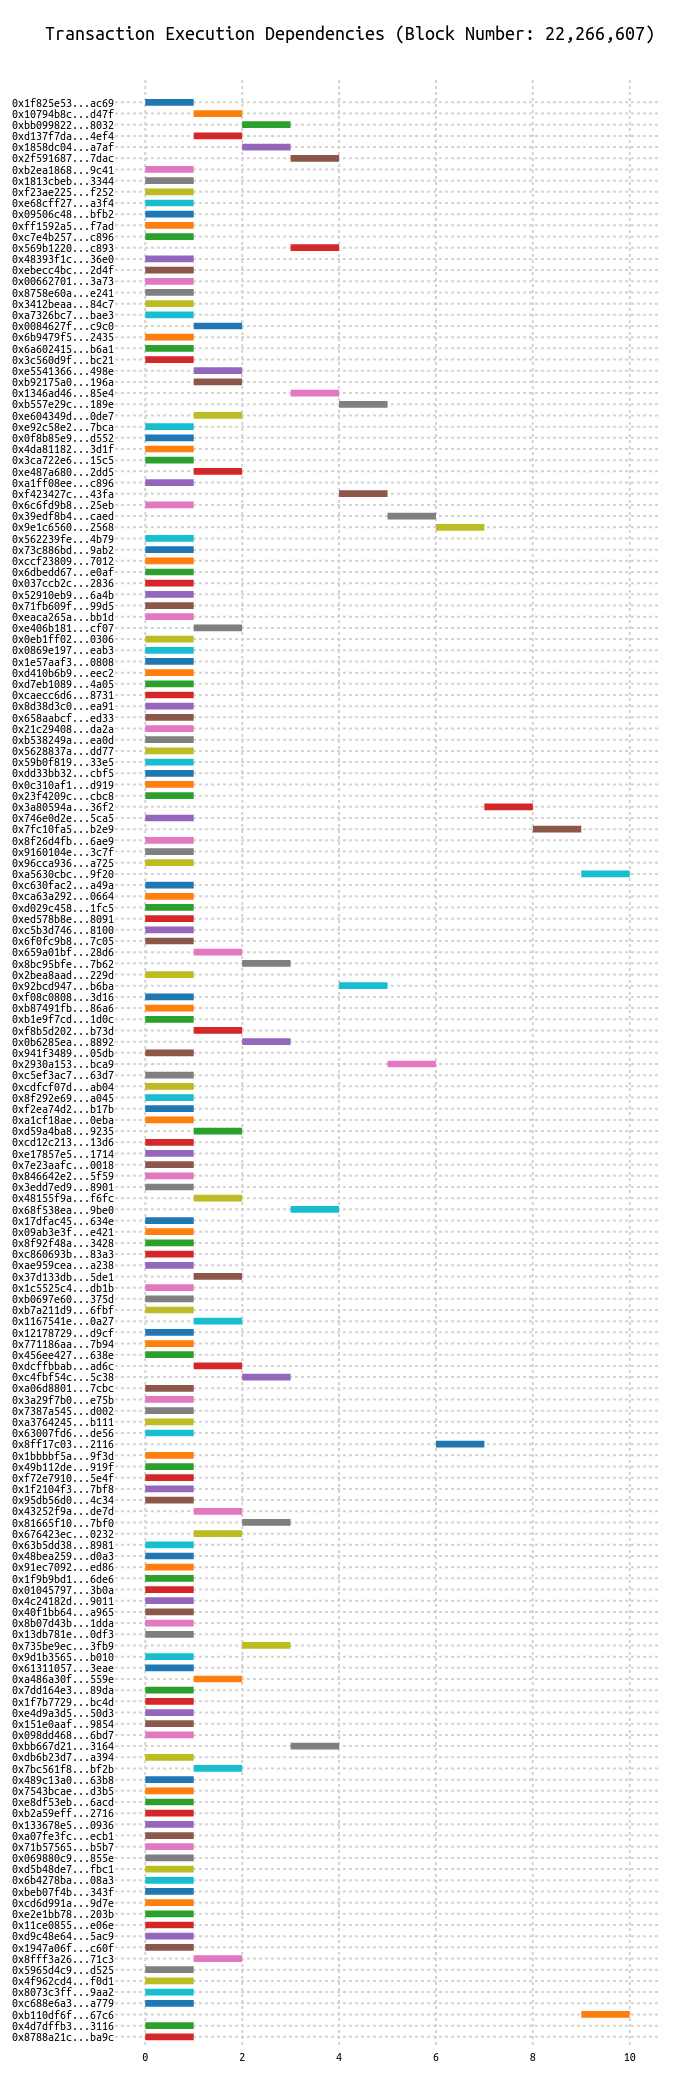 Transaction Execution Dependencies (Block Number: 22,266,607)
0x1f825e53...ac69
0x10794b8c...d47f
0xbb099822...8032
0xd137f7da...4ef4
0x1858dc04...a7af
0x2f591687...7dac
0xb2ea1868...9c41
0x1813cbeb...3344
0xf23ae225...f252
0xe68cff27...a3f4
0x09506c48...bfb2
0xff1592a5...f7ad
0xc7e4b257...c896
0x569b1220...c893
0x48393f1c...36e0
0xebecc4bc...2d4f
0x00662701...3a73
0x8758e60a...e241
0x3412beaa...84c7
0xa7326bc7...bae3
0x0084627f...c9c0
0x6b9479f5...2435
0x6a602415...b6a1
0x3c560d9f...bc21
0xe5541366...498e
0xb92175a0...196a
0x1346ad46...85e4
0xb557e29c...189e
0xe604349d...0de7
0xe92c58e2...7bca
0x0f8b85e9...d552
0x4da81182...3d1f
0x3ca722e6...15c5
0xe487a680...2dd5
0xa1ff08ee...c896
0xf423427c...43fa
0x6c6fd9b8...25eb
0x39edf8b4...caed
0x9e1c6560...2568
0x562239fe...4b79
0x73c886bd...9ab2
0xccf23809...7012
0x6dbedd67...e0af
0x037ccb2c...2836
0x52910eb9...6a4b
0x71fb609f...99d5
0xeaca265a...bb1d
0xe406b181...cf07
0x0eb1ff02...0306
0x0869e197...eab3
0x1e57aaf3...0808
0xd410b6b9...eec2
0xd7eb1089...4a05
0xcaecc6d6...8731
0x8d38d3c0...ea91
0x658aabcf...ed33
0x21c29408...da2a
0xb538249a...ea0d
0x5628837a...dd77
0x59b0f819...33e5
0xdd33bb32...cbf5
0x0c310af1...d919
0x23f4209c...cbc8
0x3a80594a...36f2
0x746e0d2e...5ca5
0x7fc10fa5...b2e9
0x8f26d4fb...6ae9
0x9160104e...3c7f
0x96cca936...a725
0xa5630cbc...9f20
0xc630fac2...a49a
0xca63a292...0664
0xd029c458...1fc5
0xed578b8e...8091
0xc5b3d746...8100
0x6f0fc9b8...7c05
0x659a01bf...28d6
0x8bc95bfe...7b62
0x2bea8aad...229d
0x92bcd947...b6ba
0xf08c0808...3d16
0xb87491fb...86a6
0xb1e9f7cd...1d0c
0xf8b5d202...b73d
0x0b6285ea...8892
0x941f3489...05db
0x2930a153...bca9
0xc5ef3ac7...63d7
0xcdfcf07d...ab04
0x8f292e69...a045
0xf2ea74d2...b17b
0xa1cf18ae...0eba
0xd59a4ba8...9235
0xcd12c213...13d6
0xe17857e5...1714
0x7e23aafc...0018
0x846642e2...5f59
0x3edd7ed9...8901
0x48155f9a...f6fc
0x68f538ea...9be0
0x17dfac45...634e
0x09ab3e3f...e421
0x8f92f48a...3428
0xc860693b...83a3
0xae959cea...a238
0x37d133db...5de1
0x1c5525c4...db1b
0xb0697e60...375d
0xb7a211d9...6fbf
0x1167541e...0a27
0x12178729...d9cf
0x771186aa...7b94
0x456ee427...638e
0xdcffbbab...ad6c
0xc4fbf54c...5c38
0xa06d8801...7cbc
0x3a29f7b0...e75b
0x7387a545...d002
0xa3764245...b111
0x63007fd6...de56
0x8ff17c03...2116
0x1bbbbf5a...9f3d
0x49b112de...919f
0xf72e7910...5e4f
0x1f2104f3...7bf8
0x95db56d0...4c34
0x43252f9a...de7d
0x81665f10...7bf0
0x676423ec...0232
0x63b5dd38...8981
0x48bea259...d0a3
0x91ec7092...ed86
0x1f9b9bd1...6de6
0x01045797...3b0a
0x4c24182d...9011
0x40f1bb64...a965
0x8b07d43b...1dda
0x13db781e...0df3
0x735be9ec...3fb9
0x9d1b3565...b010
0x61311057...3eae
0xa486a30f...559e
0x7dd164e3...89da
0x1f7b7729...bc4d
0xe4d9a3d5...50d3
0x151e0aaf...9854
0x098dd468...6bd7
0xbb667d21...3164
0xdb6b23d7...a394
0x7bc561f8...bf2b
0x489c13a0...63b8
0x7543bcae...d3b5
0xe8df53eb...6acd
0xb2a59eff...2716
0x133678e5...0936
0xa07fe3fc...ecb1
0x71b57565...b5b7
0x069880c9...855e
0xd5b48de7...fbc1
0x6b4278ba...08a3
0xbeb07f4b...343f
0xcd6d991a...9d7e
0xe2e1bb78...203b
0x11ce0855...e06e
0xd9c48e64...5ac9
0x1947a06f...c60f
0x8fff3a26...71c3
0x5965d4c9...d525
0x4f962cd4...f0d1
0x8073c3ff...9aa2
0xc688e6a3...a779
0xb110df6f...67c6
0x4d7dffb3...3116
0x8788a21c...ba9c
0 2 4 6 8 10